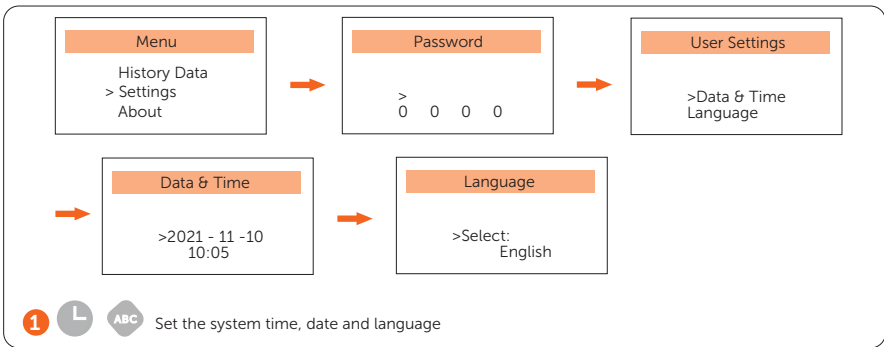 Menu
History Data
> Settings
About
Password
>
0 0 0 0
User Settings
>Data & Time
Language
Data & Time
>2021 - 11 -10
10:05
Language
>Select:
English
1 ABC Set the system time, date and language